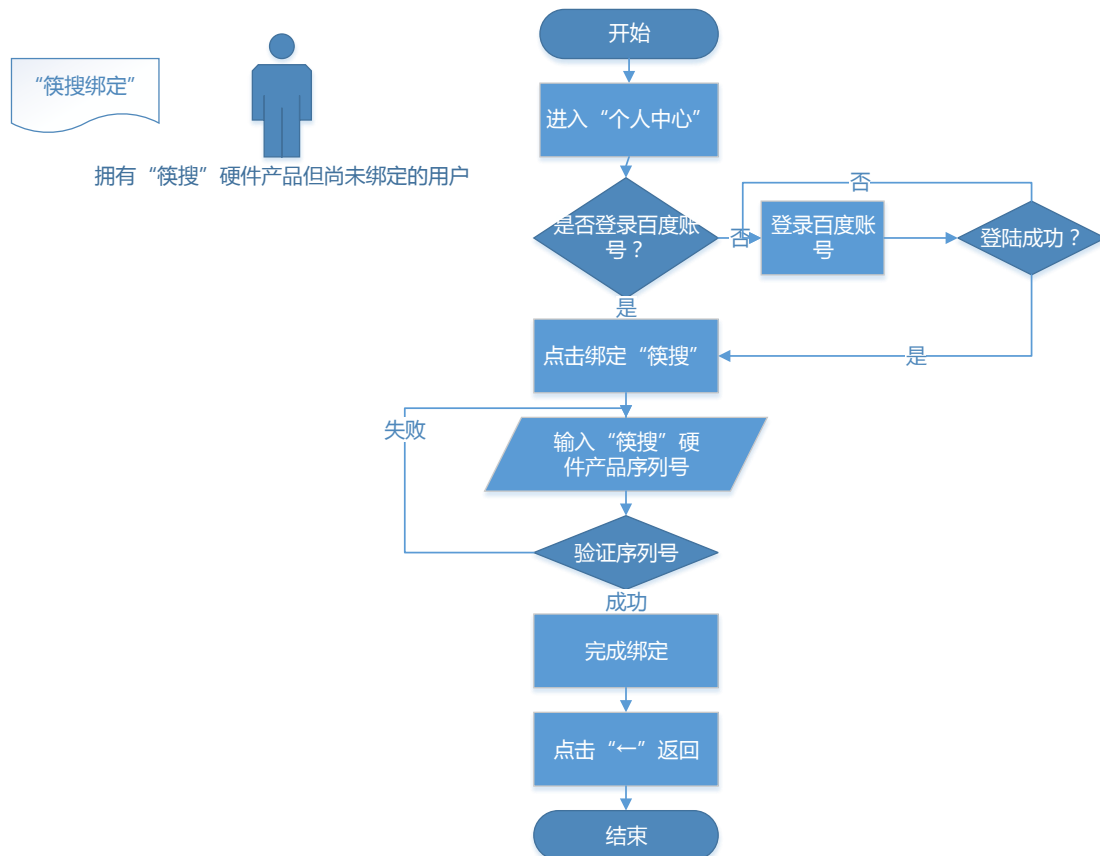 开始
“筷搜绑定”
进入“个人中心”
拥有“筷搜”硬件产品但尚未绑定的用户
否
是否登录百度账
号？
否
登录百度账
号
登陆成功？
是
点击绑定“筷搜”
是
失败
输入“筷搜”硬
件产品序列号
验证序列号
成功
完成绑定
点击“←”返回
结束